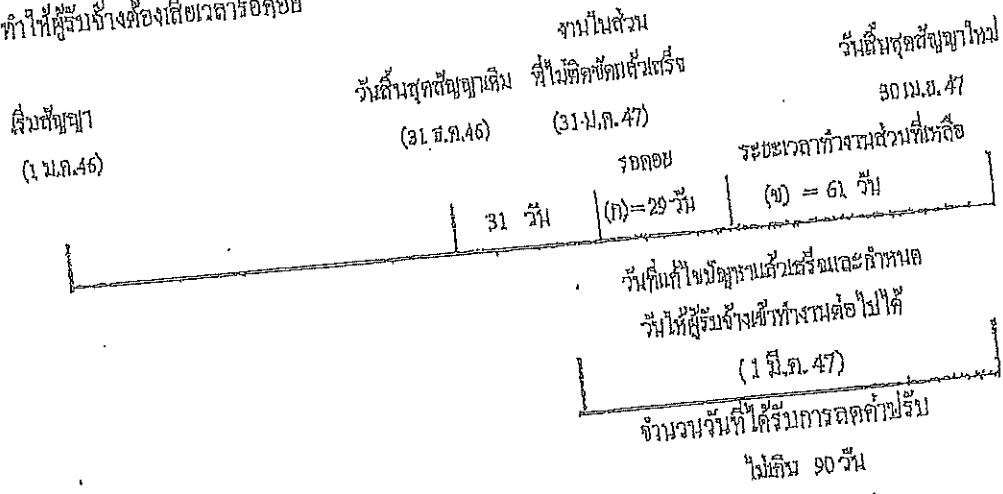 ทำให้ผู้รับจ้างต้องเสียเวลารอคอย
งานในส่วน
เริ่มสัญญา วันสิ้นสุดสัญญาเดิม ที่ไม่ติดขัดแล้วเสร็จ วันสิ้นสุดสัญญาใหม่
(1 ม.ค.46) (31 ธ.ค.46) (31 ม.ค. 47) 30 เม.ย. 47
รอคอย ระยะเวลาทำงานส่วนที่เหลือ
31 วัน (ก)=29 วัน (ข) = 61 วัน
วันที่แก้ไขปัญหาแล้วเสร็จและกำหนด
วันให้ผู้รับจ้างเข้าทำงานต่อไปได้
(1 มี.ค. 47)
จำนวนวันที่ได้รับการลดค่าปรับ
ไม่เกิน 90 วัน